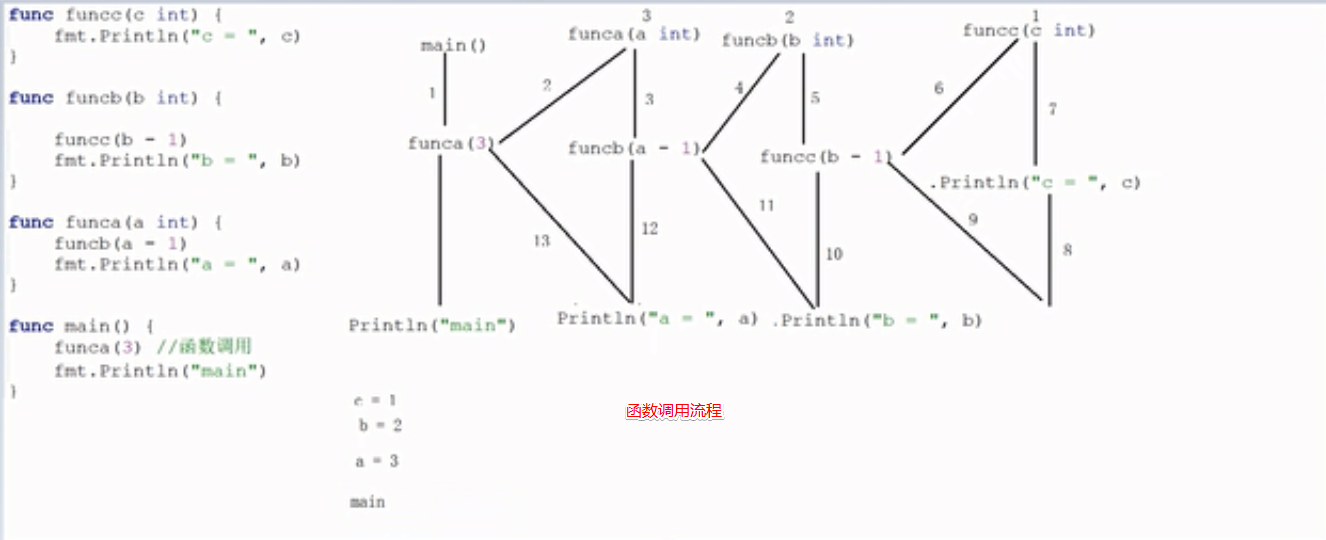 func funcc(c int) {
    fmt.Println("c = ", c)
}
func funcb(b int) {
    funcc(b - 1)
    fmt.Println("b = ", b)
}
func funca(a int) {
    funcb(a - 1)
    fmt.Println("a = ", a)
}
func main() {
    funca(3) //函数调用
    fmt.Println("main")
}
main()
1
funca(3)
Println("main")
3
funca(a int)
2
3
funcb(a - 1)
12
13
Println("a = ", a)
2
funcb(b int)
4
5
funcc(b - 1)
11
10
.Println("b = ", b)
1
funcc(c int)
6
7
.Println("c = ", c)
9
8
c = 1
b = 2
a = 3
main
函数调用流程